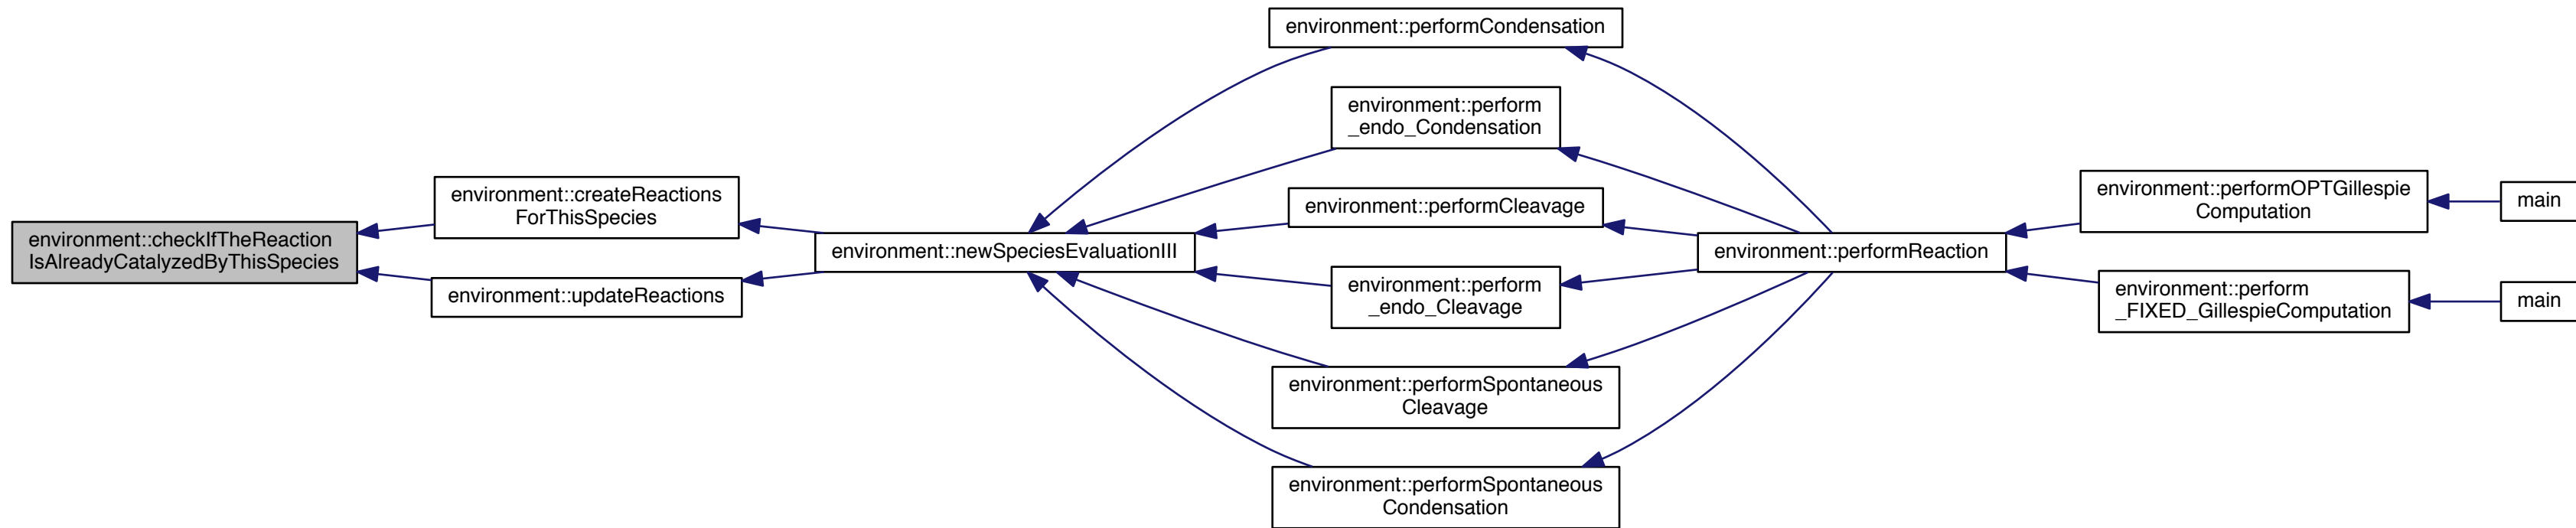 environment::checkIfTheReaction
IsAlreadyCatalyzedByThisSpecies
environment::createReactions
ForThisSpecies
environment::updateReactions
environment::newSpeciesEvaluationIII
environment::performCondensation
environment::perform
_endo_Condensation
environment::performCleavage
environment::perform
_endo_Cleavage
environment::performSpontaneous
Cleavage
environment::performSpontaneous
Condensation
environment::performReaction
environment::performOPTGillespie
Computation
environment::perform
_FIXED_GillespieComputation
main
main